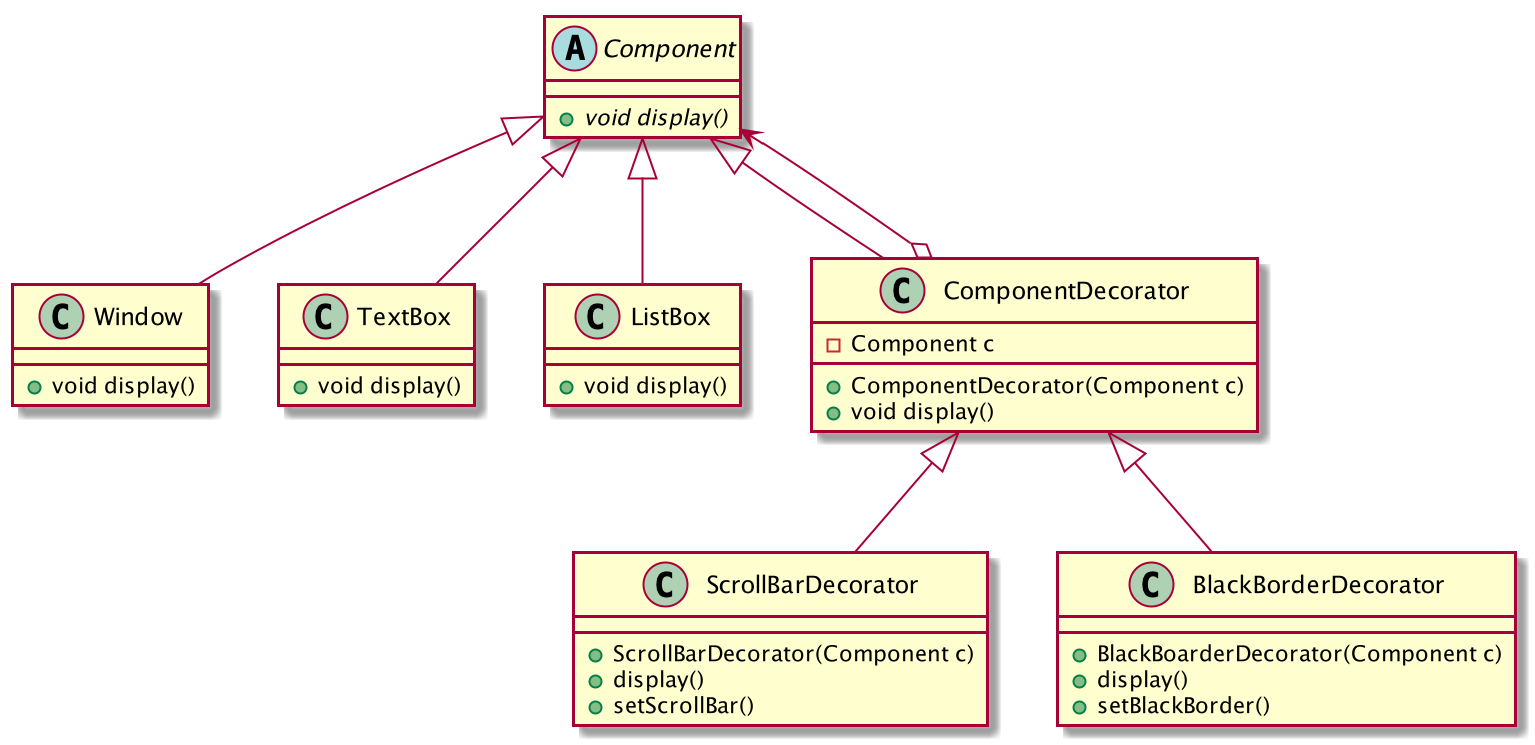 A Component
void display()
C Window
void display()
C TextBox
void display()
C ListBox
void display()
C ComponentDecorator
Component c
ComponentDecorator(Component c)
void display()
C ScrollBarDecorator
ScrollBarDecorator(Component c)
display()
setScrollBar()
C BlackBorderDecorator
BlackBoarderDecorator(Component c)
display()
setBlackBorder()